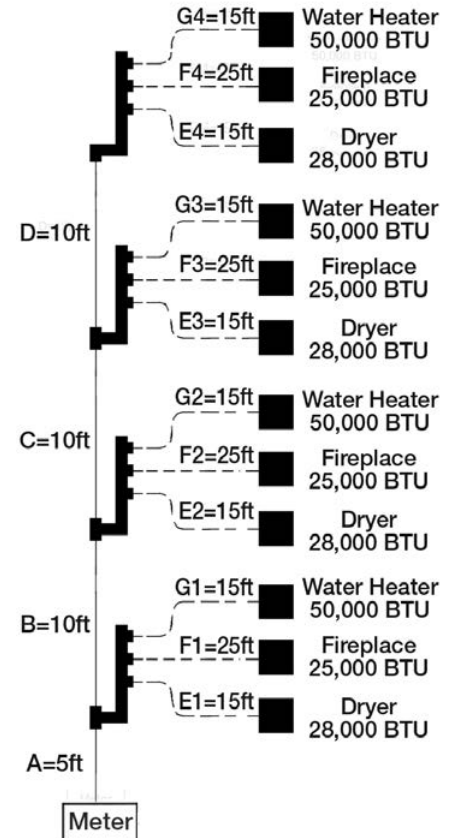 G4=15ft
Water Heater
50,000 BTU
F4=25ft
Fireplace
25,000 BTU
E4=15ft
Dryer
28,000 BTU
D=10ft
G3=15ft
Water Heater
50,000 BTU
F3=25ft
Fireplace
25,000 BTU
E3=15ft
Dryer
28,000 BTU
C=10ft
G2=15ft
Water Heater
50,000 BTU
F2=25ft
Fireplace
25,000 BTU
E2=15ft
Dryer
28,000 BTU
B=10ft
G1=15ft
Water Heater
50,000 BTU
F1=25ft
Fireplace
25,000 BTU
E1=15ft
Dryer
28,000 BTU
A=5ft
Meter